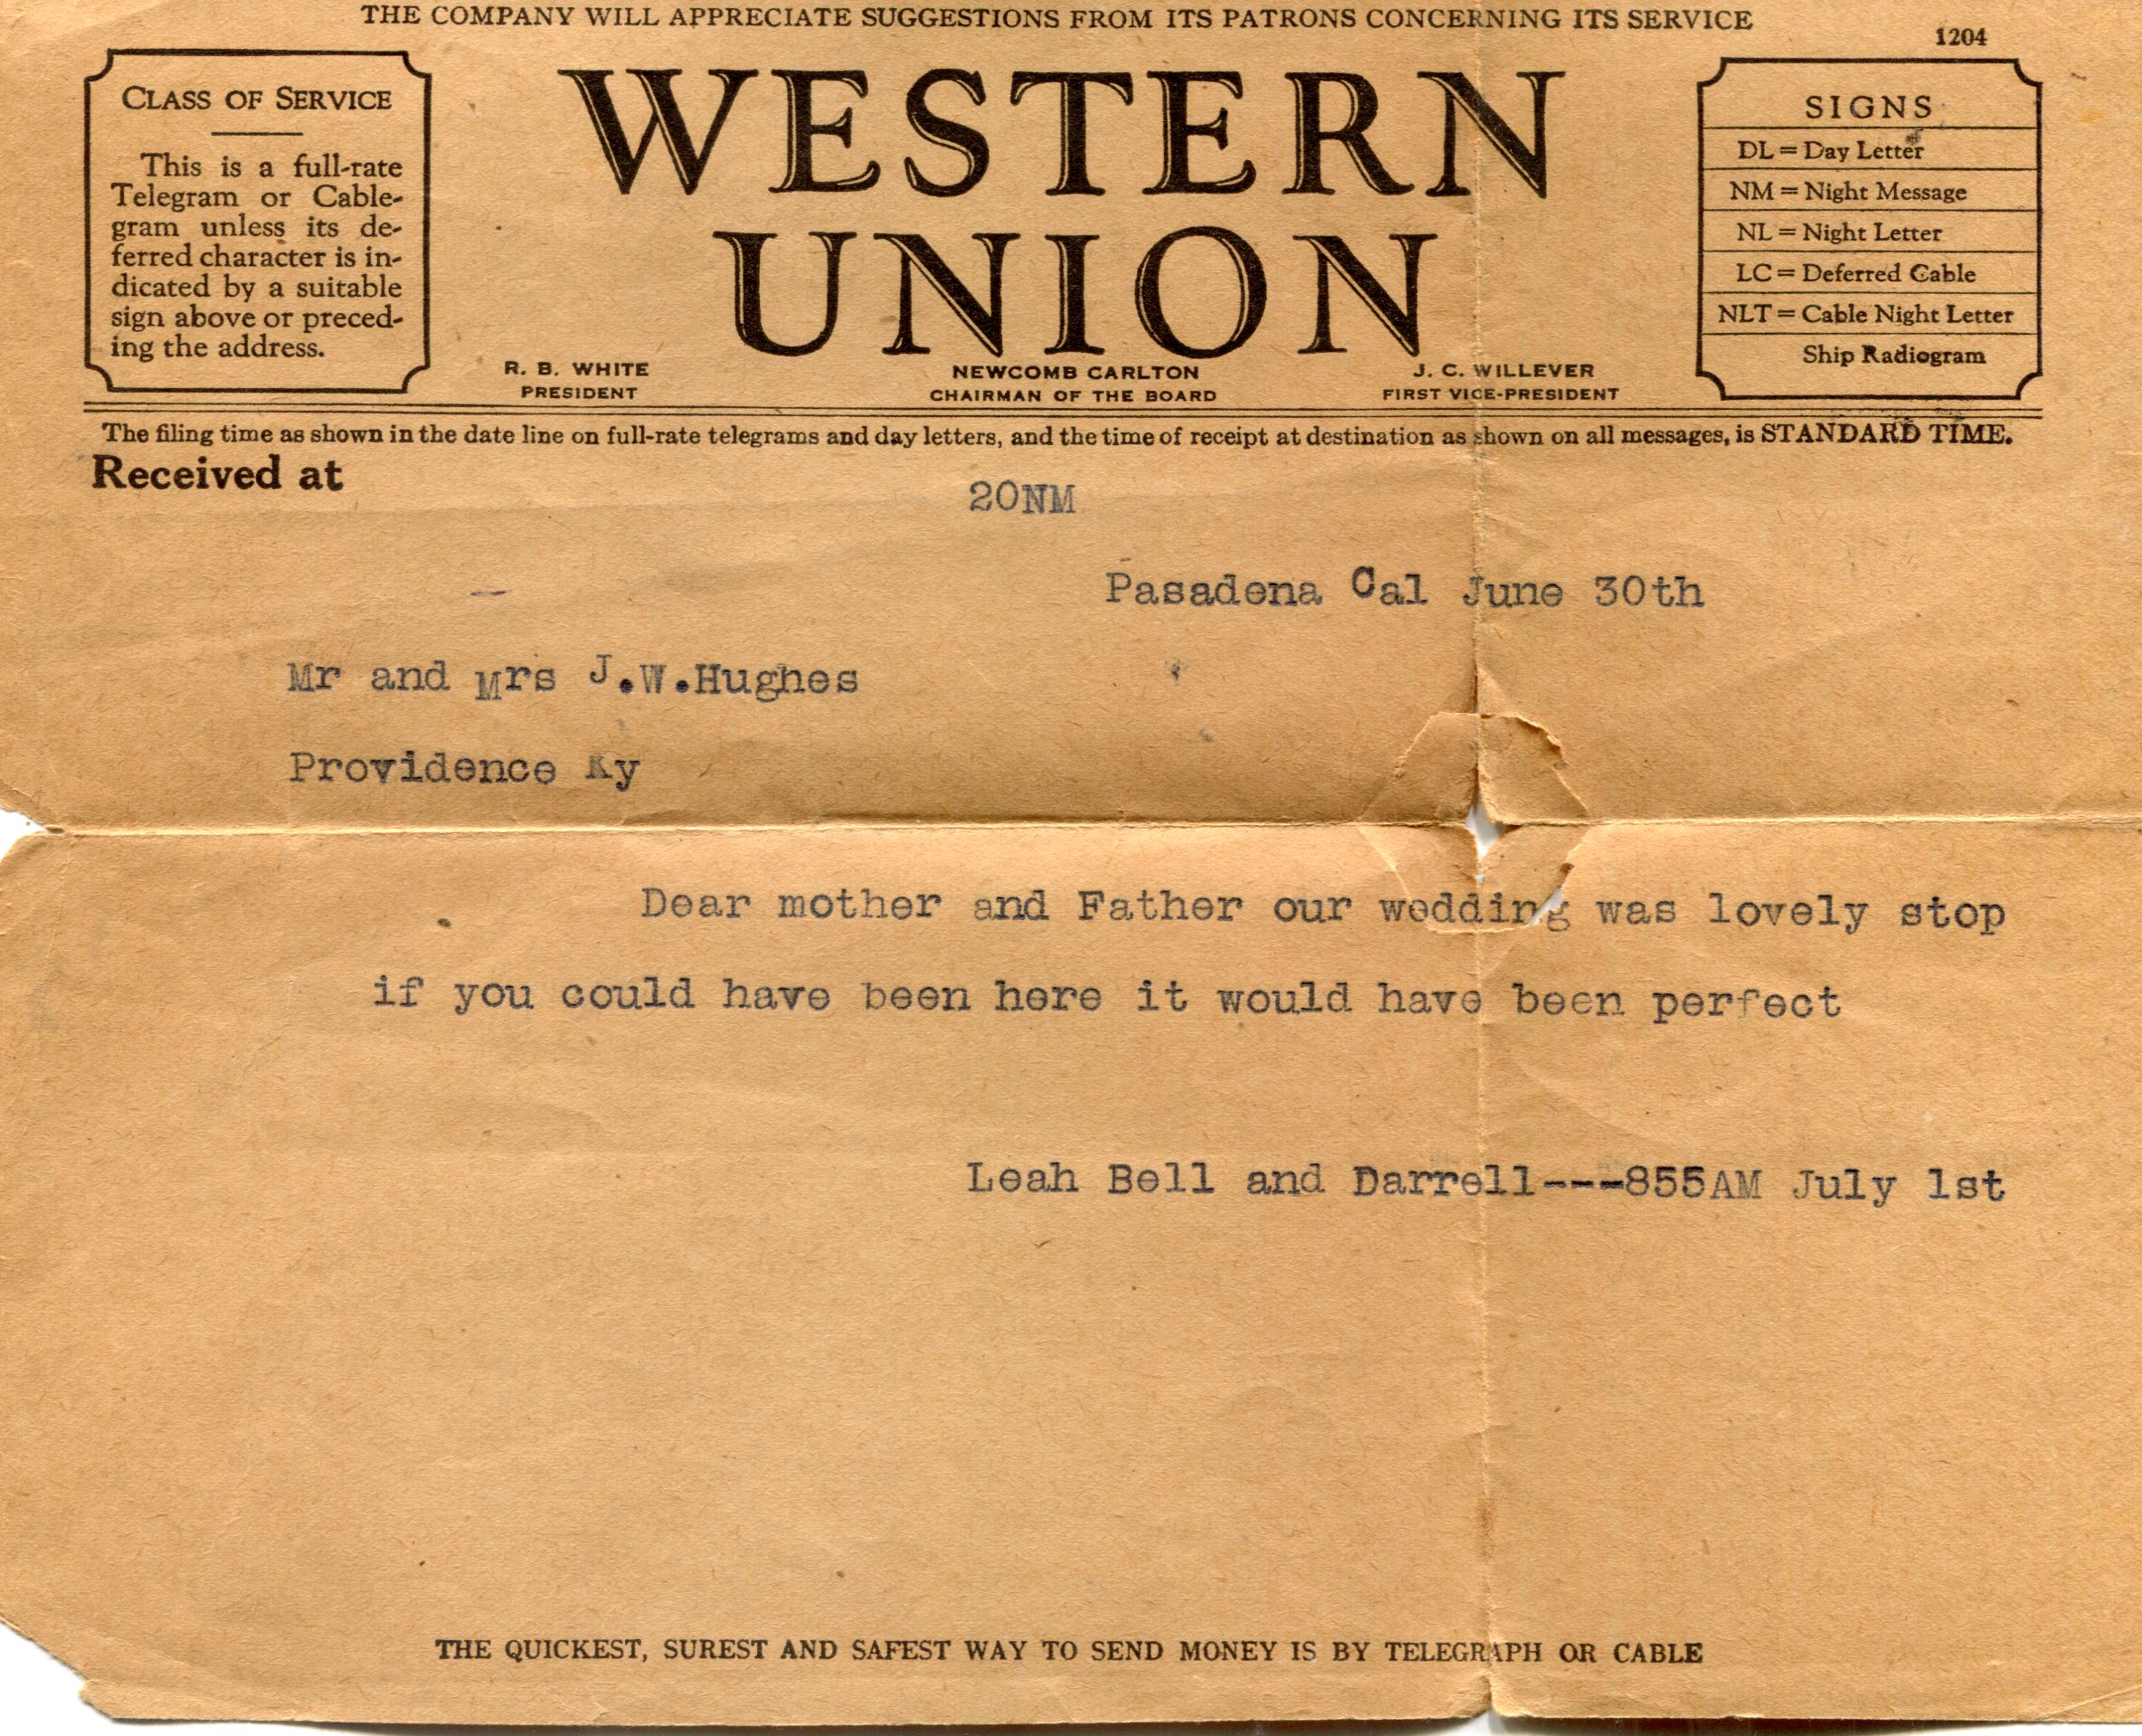 THE COMPANY WILL APPRECIATE SUGGESTIONS FROM ITS PATRONS CONCERNING ITS SERVICE
1204
CLASS OF SERVICE
This is a full-rate
Telegram or Cable-
gram unless its de-
ferred character is in-
dicated by a suitable
sign above or preced-
ing the address.
WESTERN
UNION
R. B. WHITE
PRESIDENT
NEWCOMB CARLTON
CHAIRMAN OF THE BOARD
J. C. WILLEVER
FIRST VICE-PRESIDENT
SIGNS
DL = Day Letter
NM = Night Message
NL = Night Letter
LC = Deferred Cable
NLT = Cable Night Letter
Ship Radiogram
The filing time as shown in the date line on full-rate telegrams and day letters, and the time of receipt at destination as shown on all messages, is STANDARD TIME.
Received at
20NM
Pasadena Cal June 30th
Mr and Mrs J.W.Hughes
Providence Ky
Dear mother and Father our wedding was lovely stop
if you could have been here it would have been perfect
Leah Bell and Darrell---855AM July 1st
THE QUICKEST, SUREST AND SAFEST WAY TO SEND MONEY IS BY TELEGRAPH OR CABLE